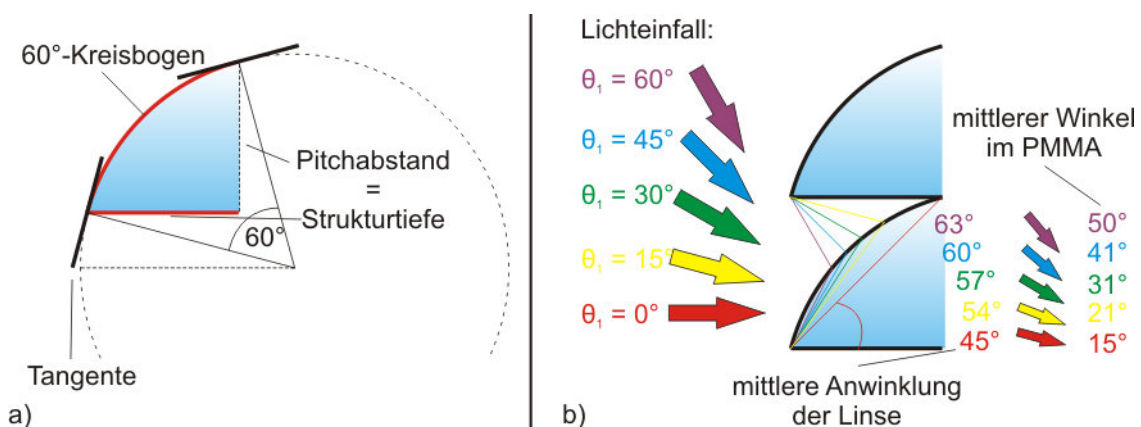 60°-Kreisbogen
Pitchabstand
=
Strukturtiefe
60°
Tangente
a)
Lichteinfall:
θ₁ = 60°
θ₁ = 45°
θ₁ = 30°
θ₁ = 15°
θ₁ = 0°
mittlerer Winkel
im PMMA
63° 50°
60° 41°
57° 31°
54° 21°
45° 15°
mittlere Anwinklung
der Linse
b)